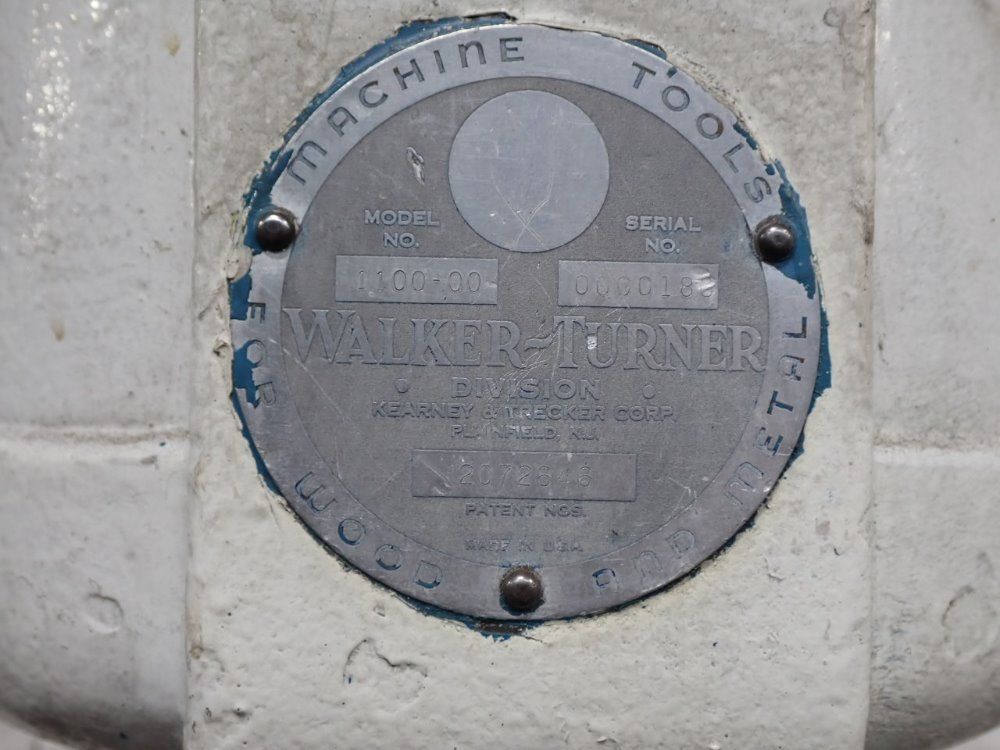 MACHINE TOOLS
MODEL NO.
SERIAL NO.
1100-00
WALKER~TURNER
• DIVISION •
KEARNEY & TRECKER CORP.
PLAINFIELD, N.J.
PATENT NOS.
MADE IN U.S.A.
FOR WOOD AND METAL